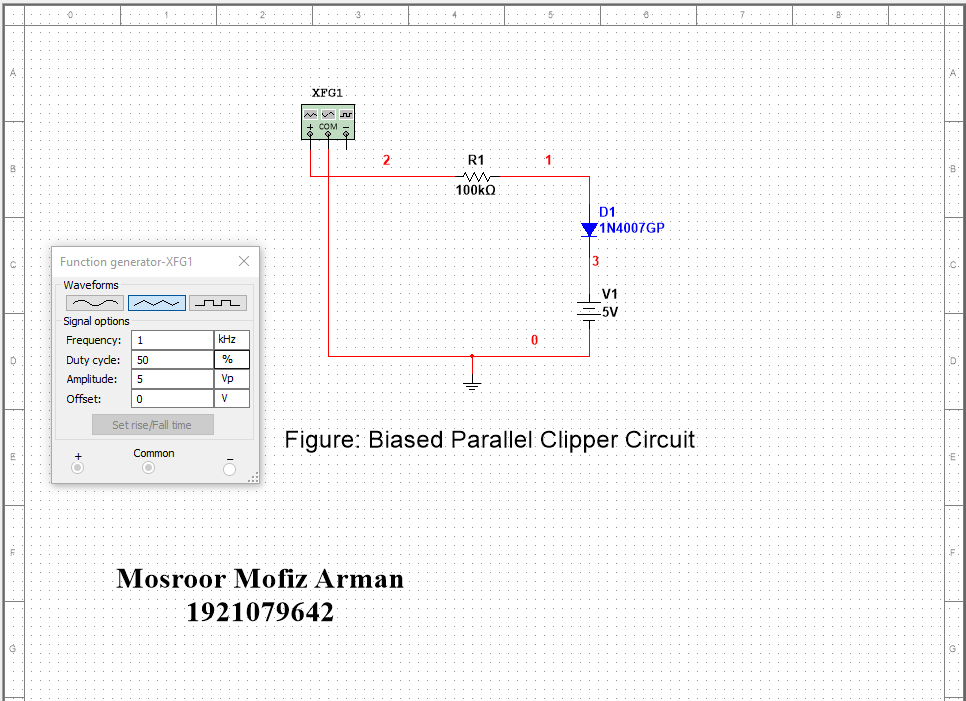 0 1 2 3 4 5 6 7 8
A A
XFG1
COM
2 R1 1
B B
100kΩ
D1
1N4007GP
C C
3
Function generator-XFG1
Waveforms
V1
5V
Signal options
Frequency: 1 kHz
0
Duty cycle: 50 %
D D
Amplitude: 5 Vp
Offset: 0 V
Set rise/Fall time
Figure: Biased Parallel Clipper Circuit
+ Common –
E E
F F
Mosroor Mofiz Arman
1921079642
G G